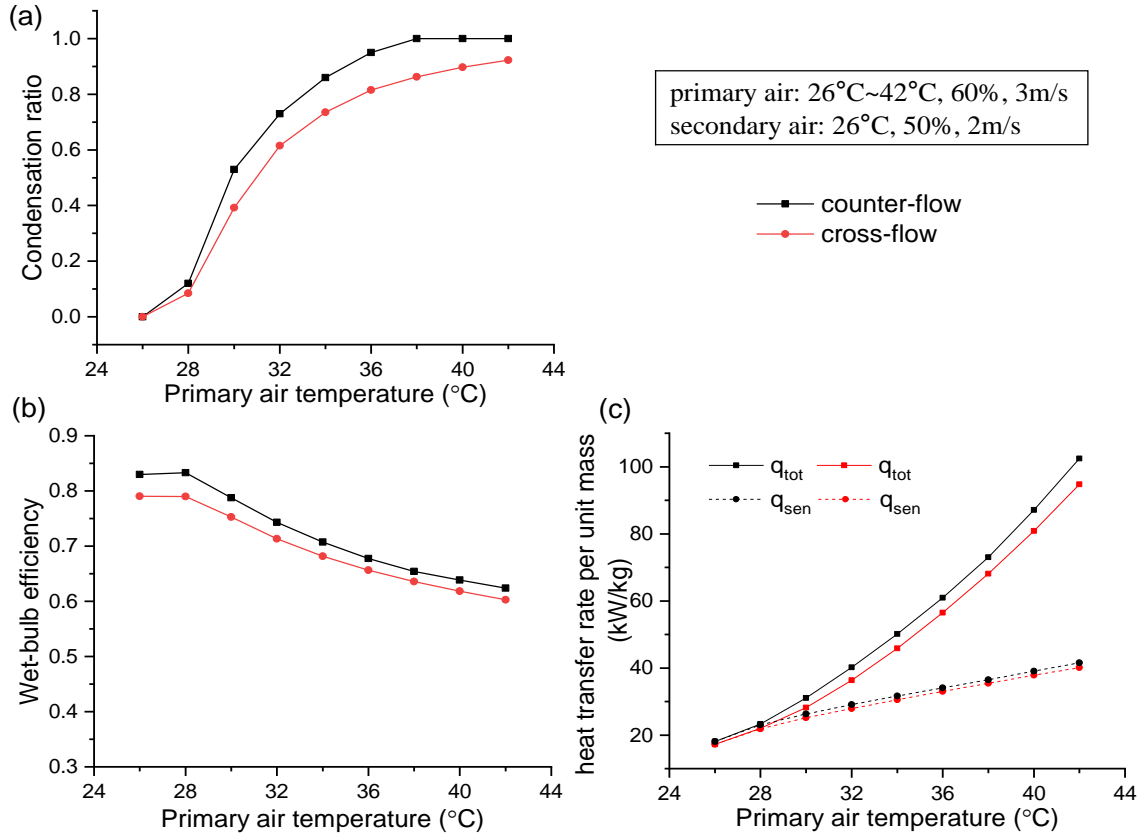 (a)
Condensation ratio
1.0
0.8
0.6
0.4
0.2
0.0
24 28 32 36 40 44
Primary air temperature (°C)
primary air: 26°C~42°C, 60%, 3m/s
secondary air: 26°C, 50%, 2m/s
counter-flow
cross-flow
(b)
Wet-bulb efficiency
0.9
0.8
0.7
0.6
0.5
0.4
0.3
24 28 32 36 40 44
Primary air temperature (°C)
(c)
heat transfer rate per unit mass
(kW/kg)
100
80
60
40
20
q_tot q_tot
q_sen q_sen
24 28 32 36 40 44
Primary air temperature (°C)